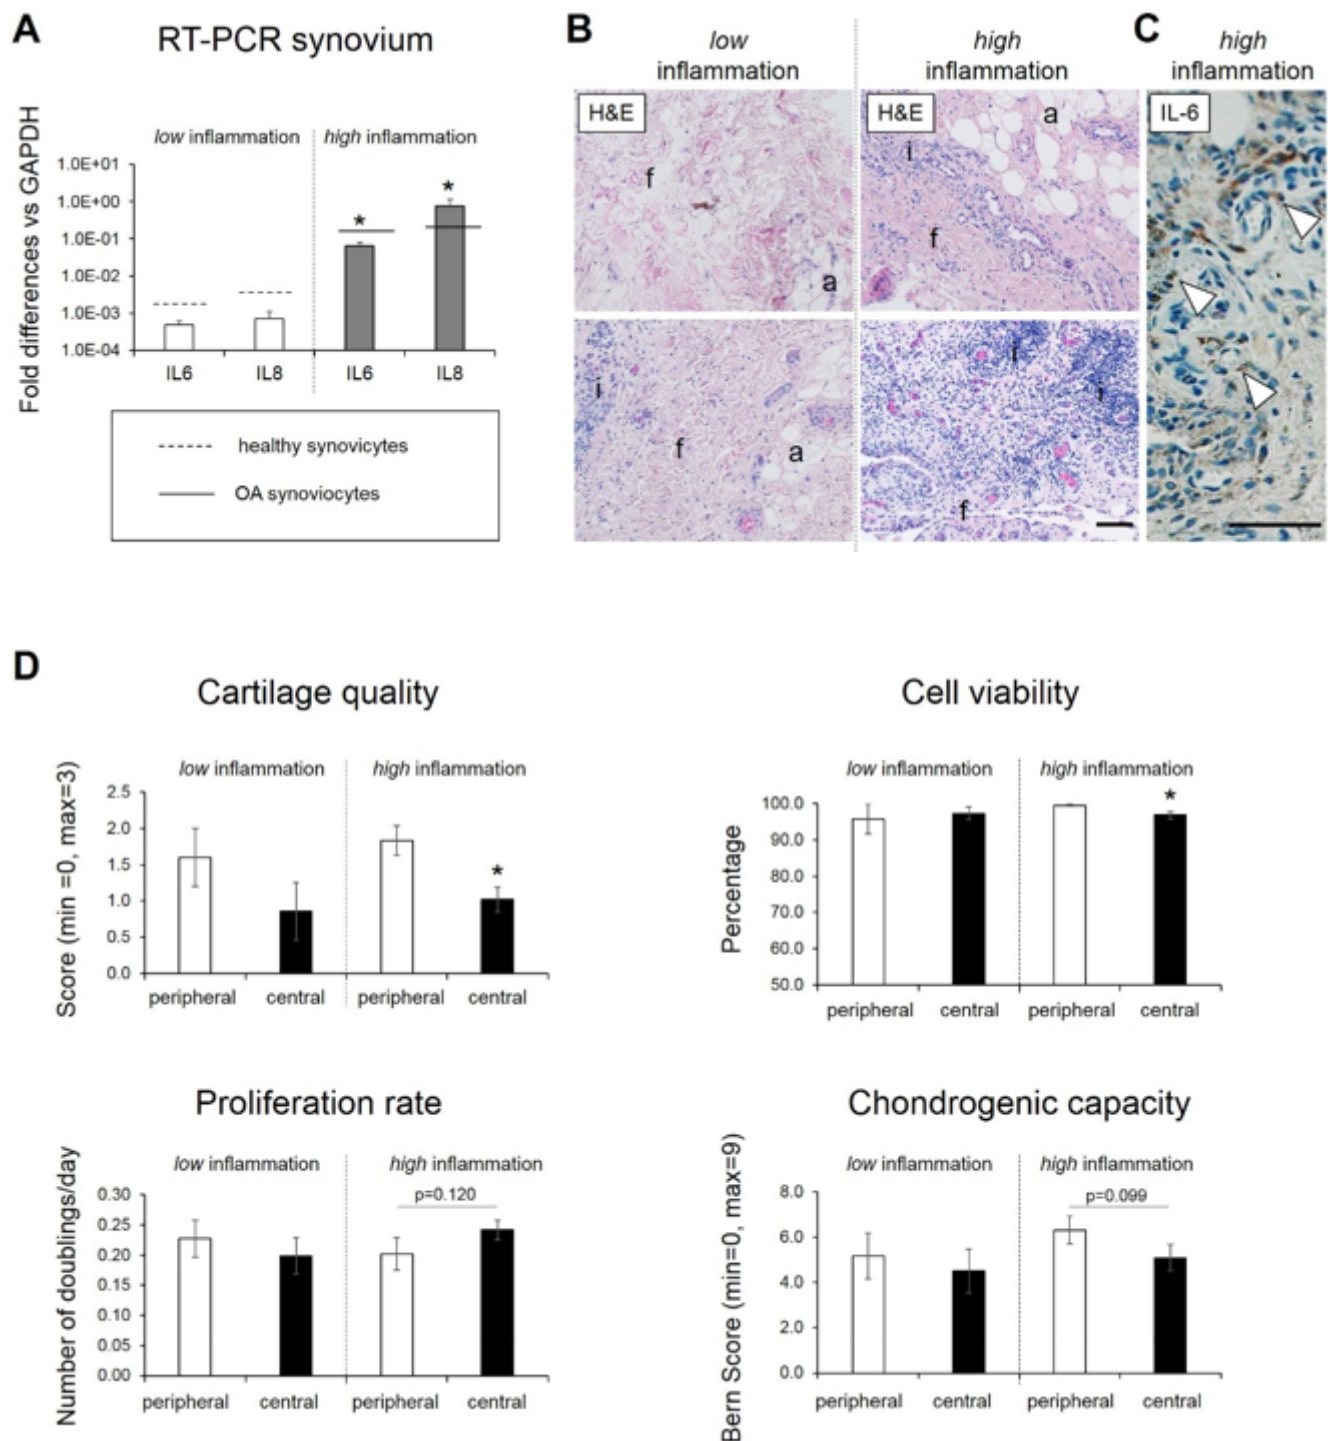 A
RT-PCR synovium
Fold differences vs GAPDH
low inflammation
high inflammation
1.0E+01
1.0E+00
1.0E-01
1.0E-02
1.0E-03
1.0E-04
*
*
IL6
IL8
IL6
IL8
healthy synovicytes
OA synoviocytes
B
low
inflammation
high
inflammation
H&E
f
a
H&E
a
i
f
i
f
a
i
i
f
C
high
inflammation
IL-6
D
Cartilage quality
Score (min =0, max=3)
low inflammation
high inflammation
2.5
2.0
1.5
1.0
0.5
0.0
*
peripheral
central
peripheral
central
Cell viability
Percentage
low inflammation
high inflammation
100.0
90.0
80.0
70.0
60.0
50.0
*
peripheral
central
peripheral
central
Proliferation rate
Number of doublings/day
low inflammation
high inflammation
0.30
0.25
0.20
0.15
0.10
0.05
0.00
p=0.120
peripheral
central
peripheral
central
Chondrogenic capacity
Bern Score (min=0, max=9)
low inflammation
high inflammation
8.0
6.0
4.0
2.0
0.0
p=0.099
peripheral
central
peripheral
central